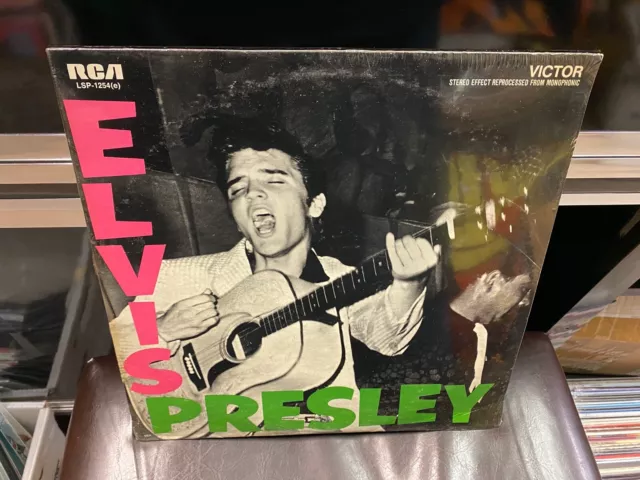 RCA
LSP-1254(e)
VICTOR
STEREO EFFECT REPROCESSED FROM MONOPHONIC
ELVIS
PRESLEY